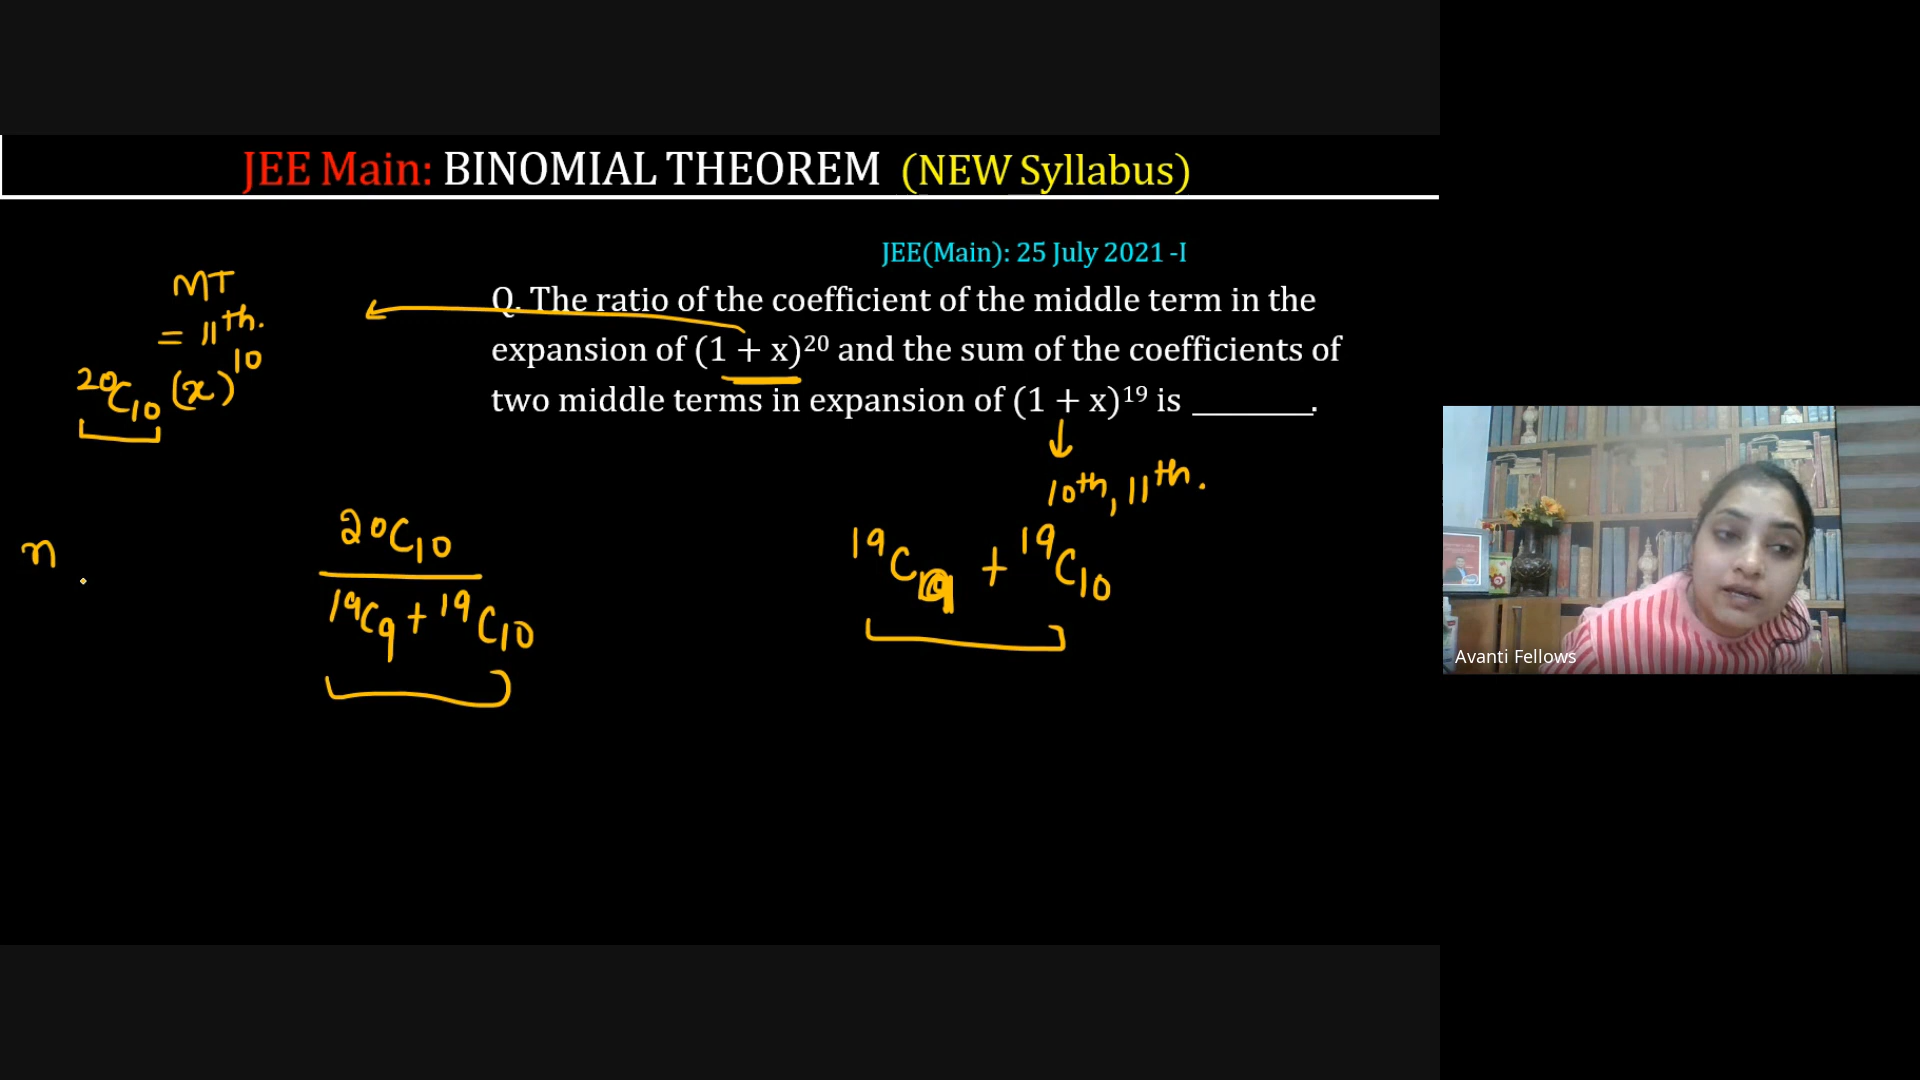 JEE Main: BINOMIAL THEOREM (NEW Syllabus)
JEE(Main): 25 July 2021 -I
Q. The ratio of the coefficient of the middle term in the
expansion of (1 + x)²⁰ and the sum of the coefficients of
two middle terms in expansion of (1 + x)¹⁹ is ________.
MT
= 11th.
²⁰C₁₀ (x)¹⁰
10th, 11th.
¹⁹C₉ + ¹⁹C₁₀
n
²⁰C₁₀
¹⁹C₉ + ¹⁹C₁₀
Avanti Fellows